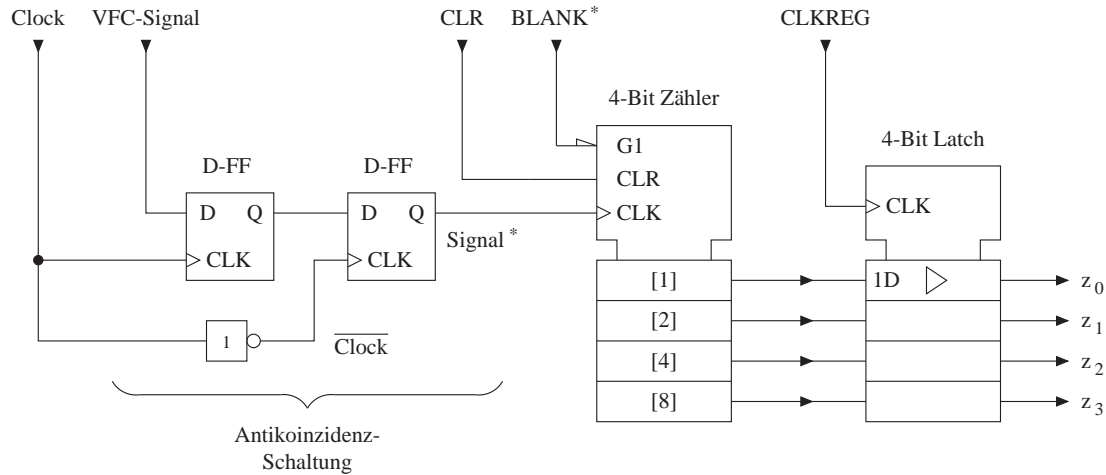 Clock
VFC-Signal
CLR
BLANK*
CLKREG
4-Bit Zähler
4-Bit Latch
D-FF
D-FF
G1
CLR
CLK
CLK
D Q
CLK
D Q
CLK
Signal*
[1]
[2]
[4]
[8]
1D
z0
z1
z2
z3
1
Clock
Antikoinzidenz-
Schaltung